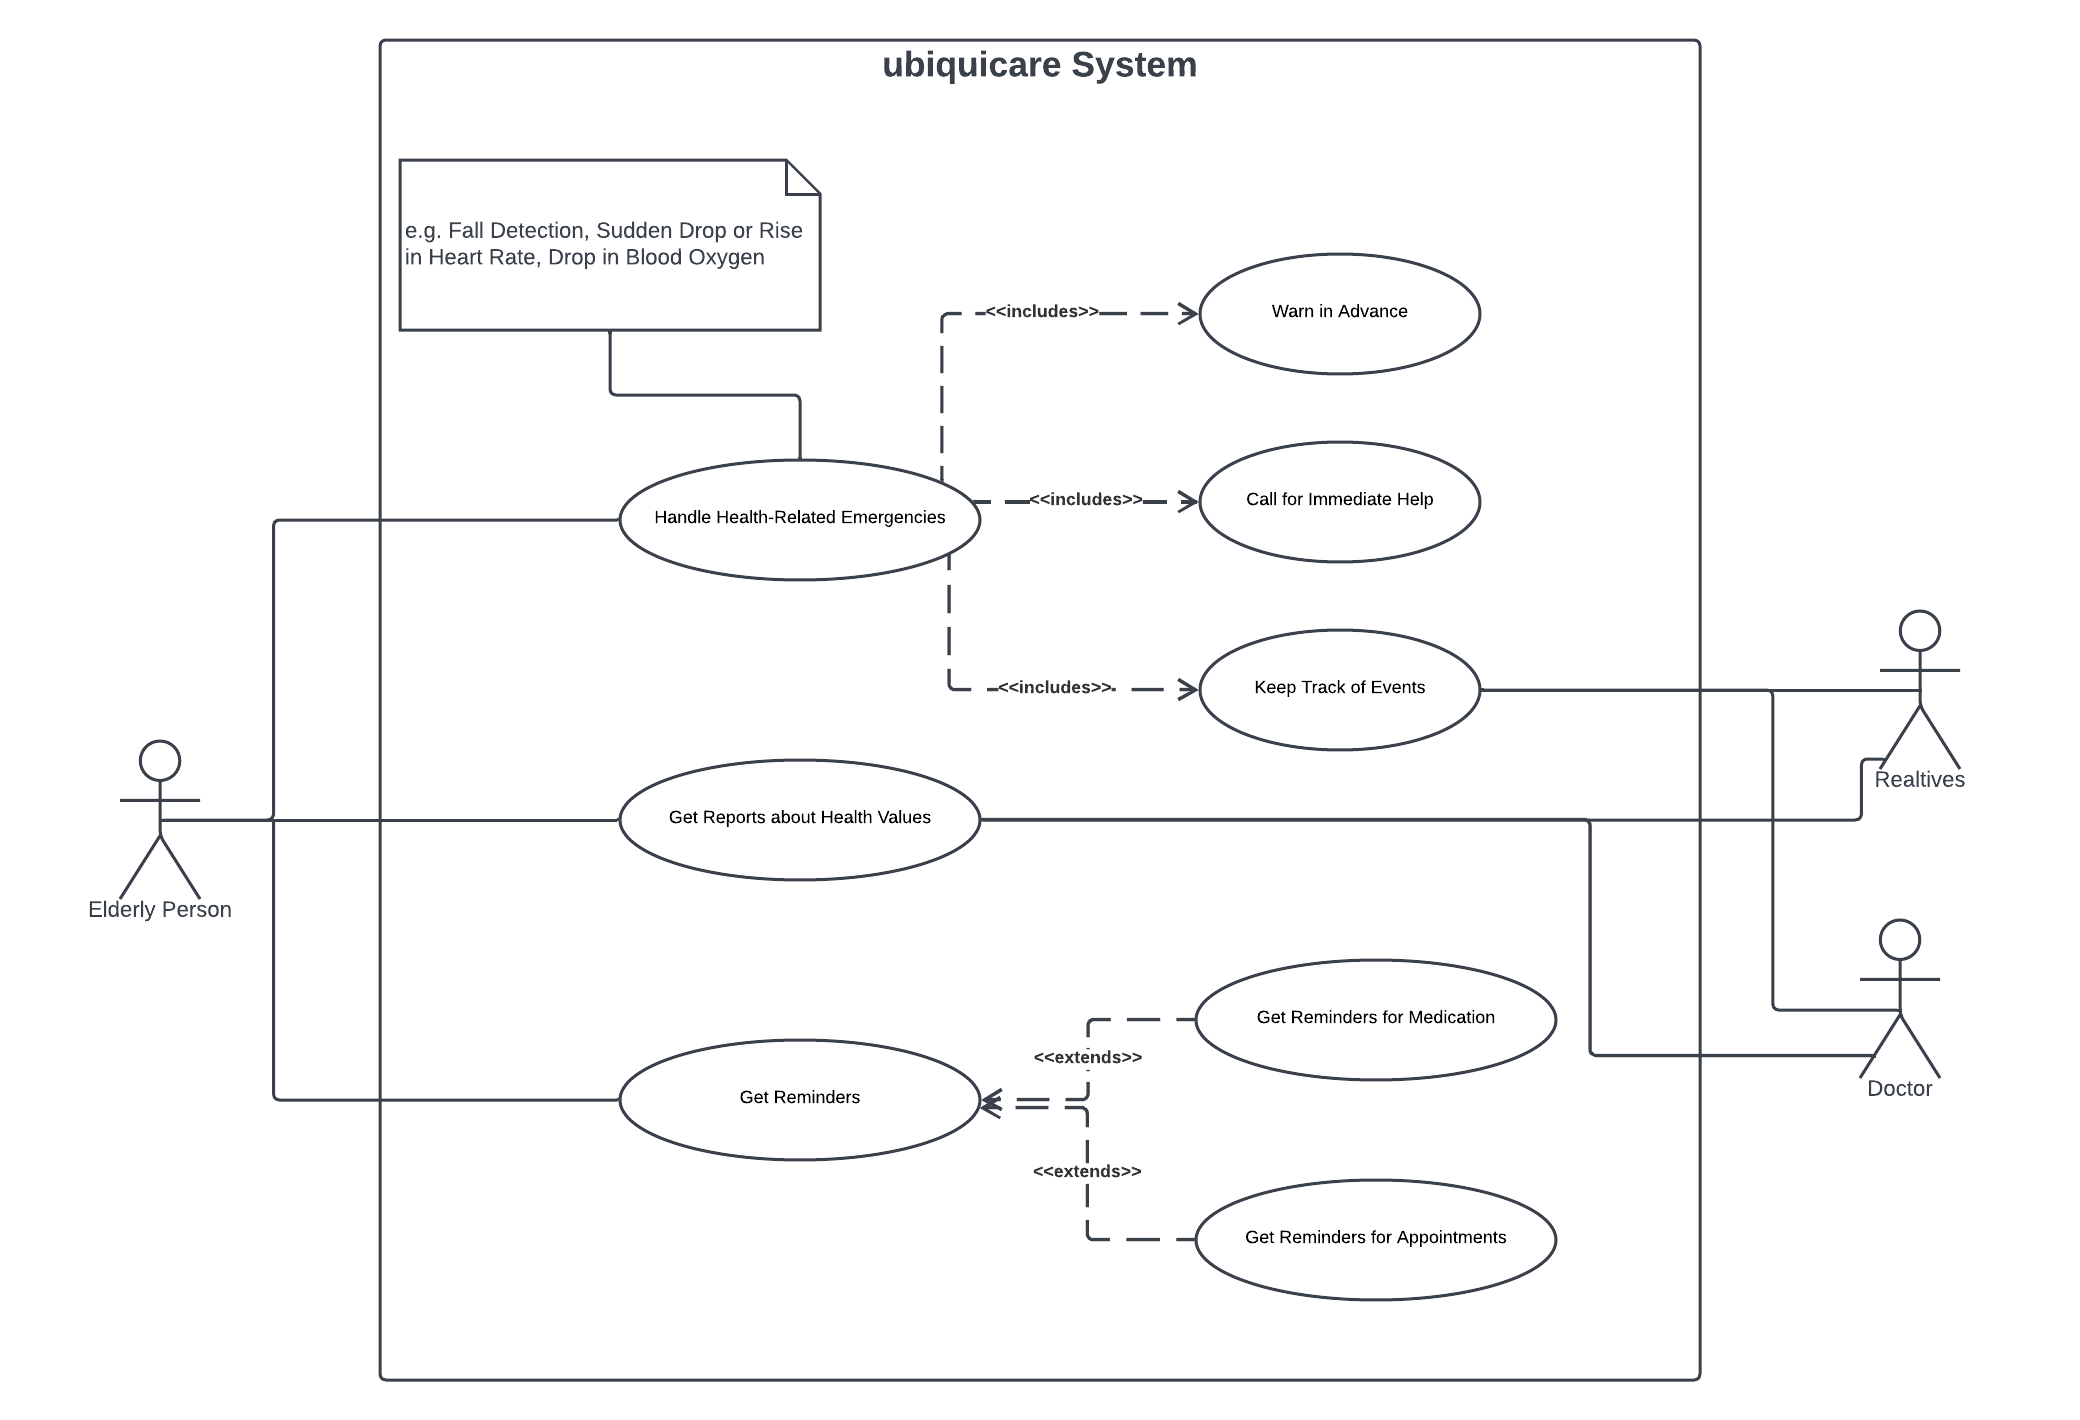 ubiquicare System
e.g. Fall Detection, Sudden Drop or Rise
in Heart Rate, Drop in Blood Oxygen
<<includes>>
Warn in Advance
Handle Health-Related Emergencies
<<includes>>
Call for Immediate Help
<<includes>>
Keep Track of Events
Realtives
Elderly Person
Get Reports about Health Values
Get Reminders for Medication
<<extends>>
Doctor
Get Reminders
<<extends>>
Get Reminders for Appointments